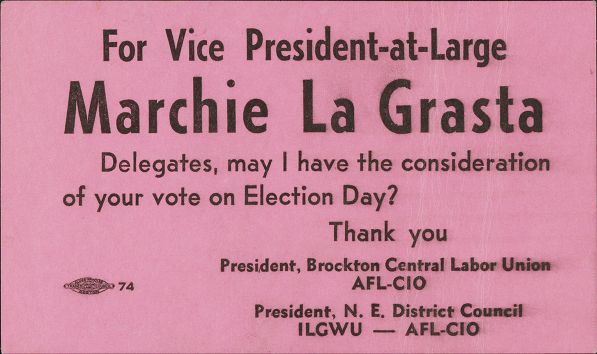 For Vice President-at-Large
Marchie La Grasta
Delegates, may I have the consideration
of your vote on Election Day?
Thank you
President, Brockton Central Labor Union
AFL-CIO
74
President, N. E. District Council
ILGWU — AFL-CIO